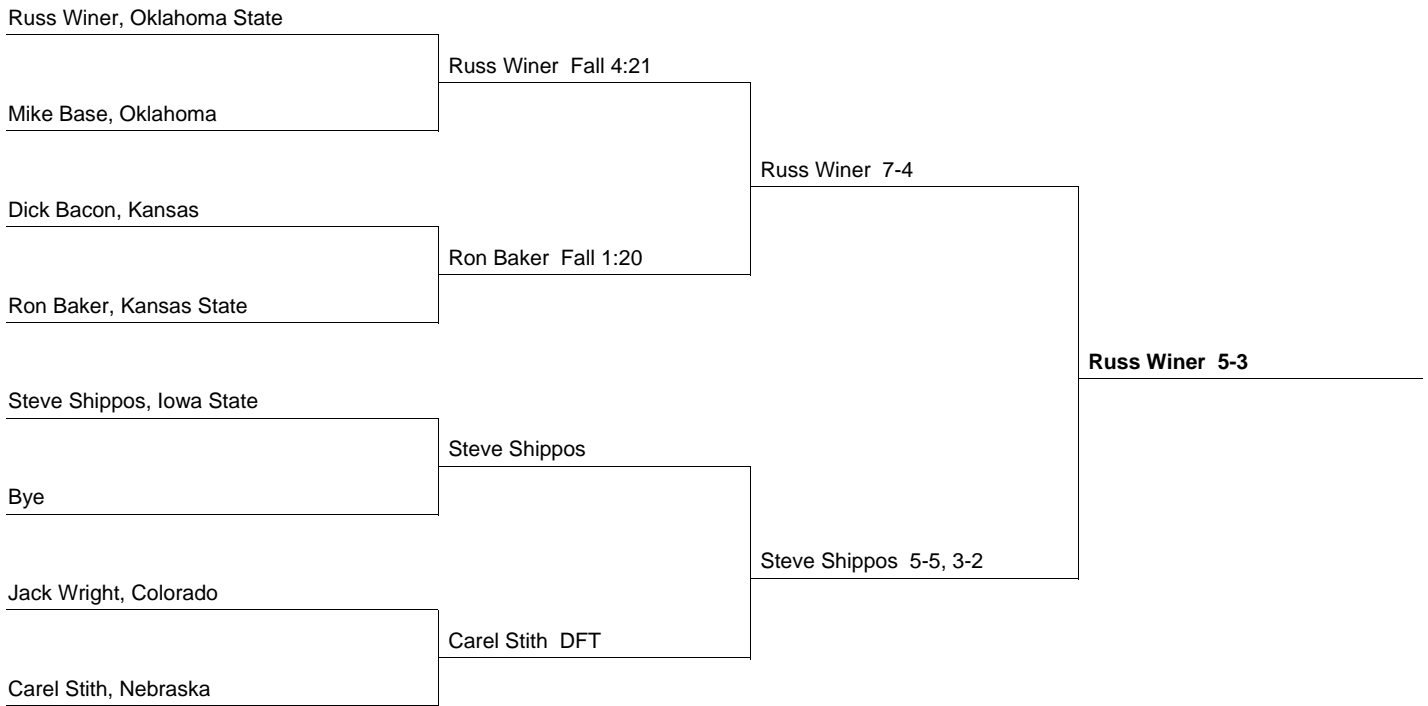 Russ Winer, Oklahoma State
Russ Winer  Fall 4:21
Mike Base, Oklahoma
Russ Winer  7-4
Dick Bacon, Kansas
Ron Baker  Fall 1:20
Ron Baker, Kansas State
Russ Winer  5-3
Steve Shippos, Iowa State
Steve Shippos
Bye
Steve Shippos  5-5, 3-2
Jack Wright, Colorado
Carel Stith  DFT
Carel Stith, Nebraska